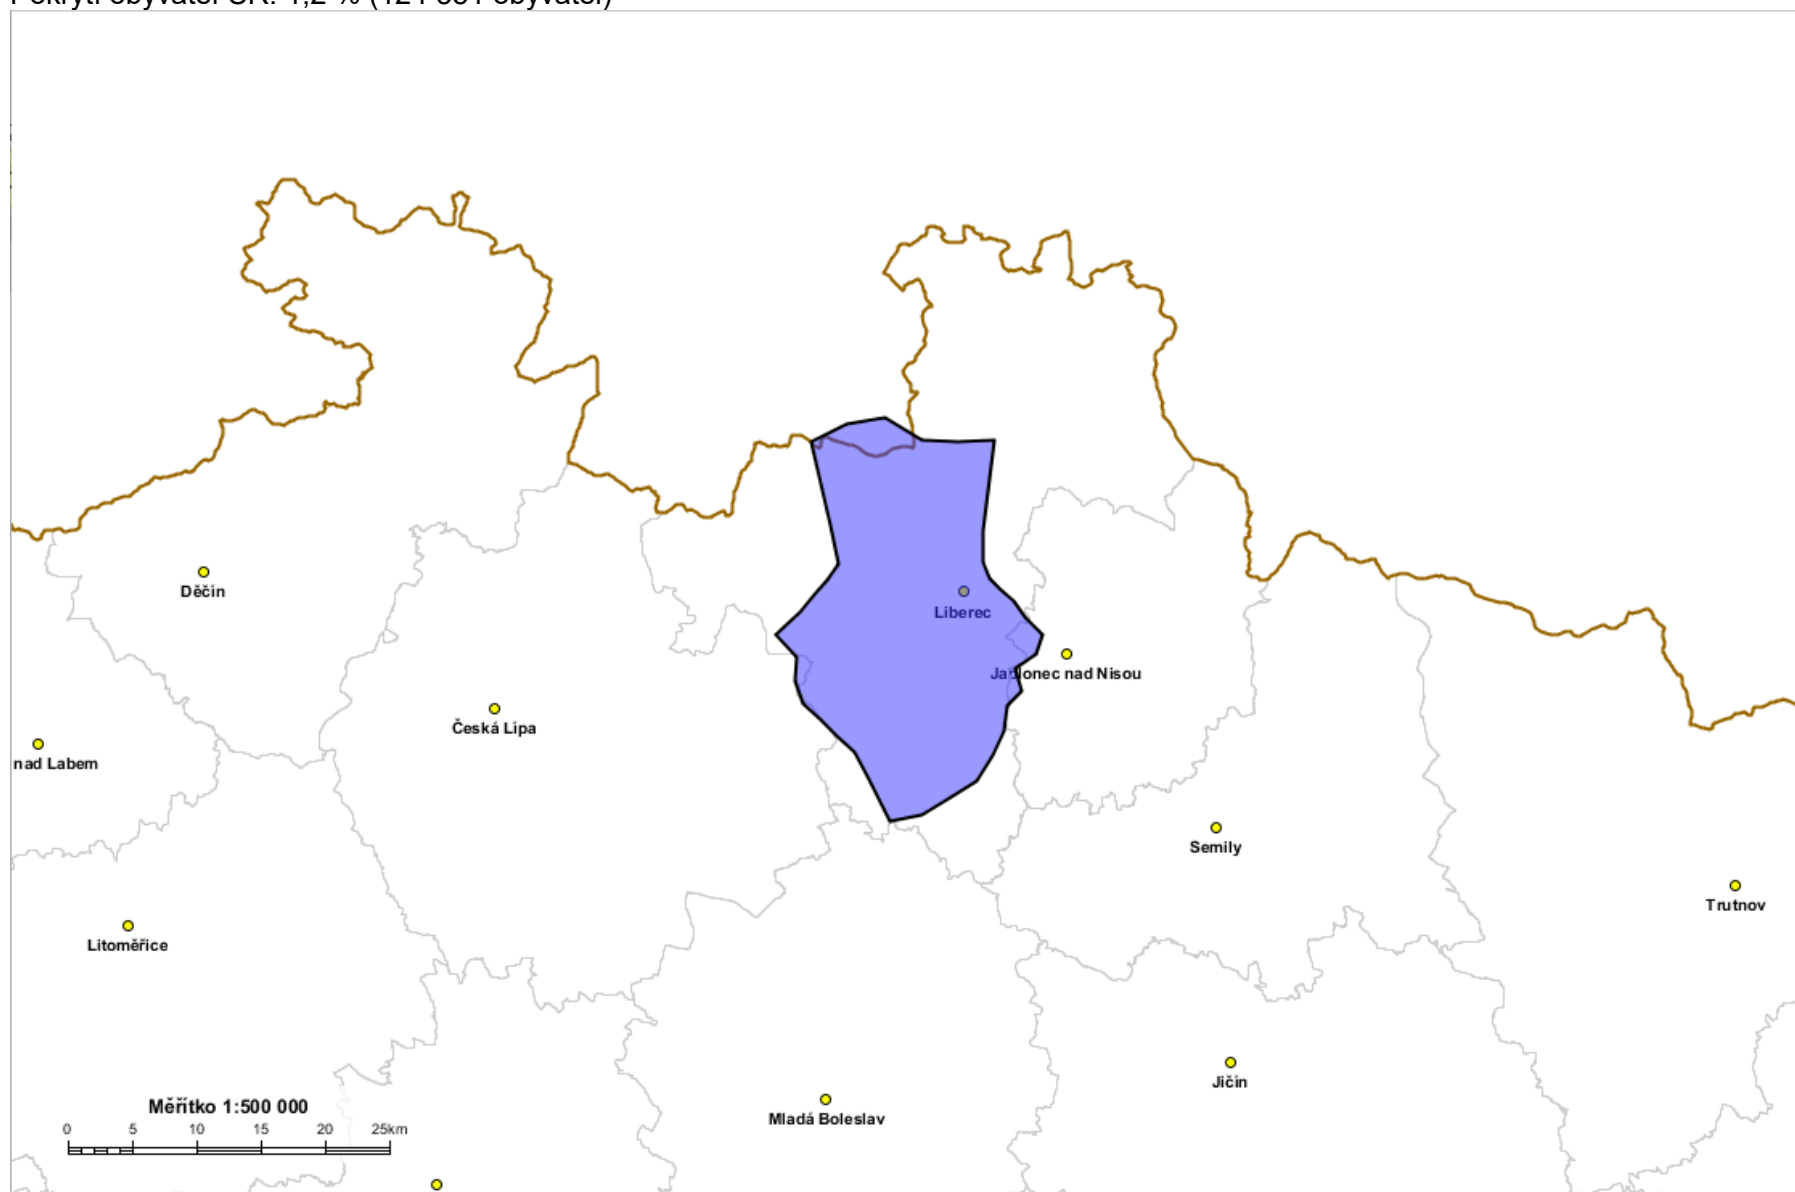 Děčín
Liberec
Jablonec nad Nisou
Česká Lípa
nad Labem
Semily
Trutnov
Litoměřice
Jičín
Měřítko 1:500 000
0 5 10 15 20 25km
Mladá Boleslav